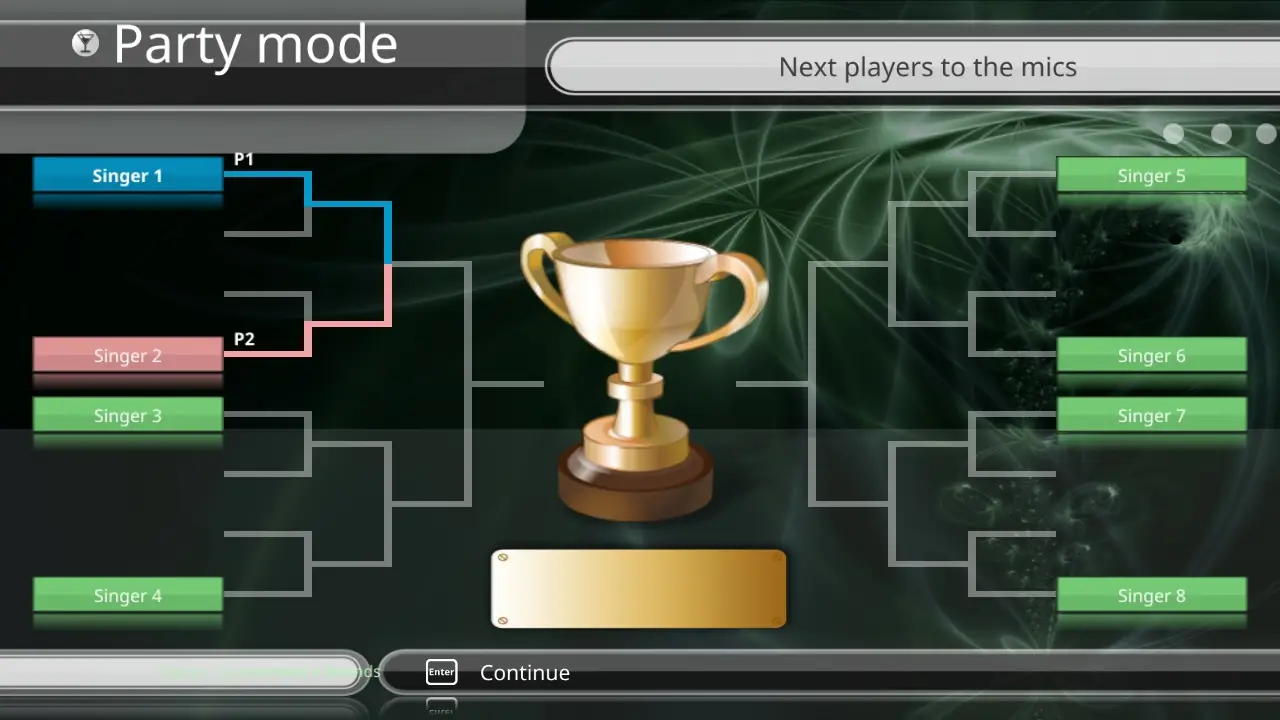 Party mode
Next players to the mics
P1
Singer 1
Singer 5
P2
Singer 2
Singer 6
Singer 3
Singer 7
Singer 4
Singer 8
Enter
Continue